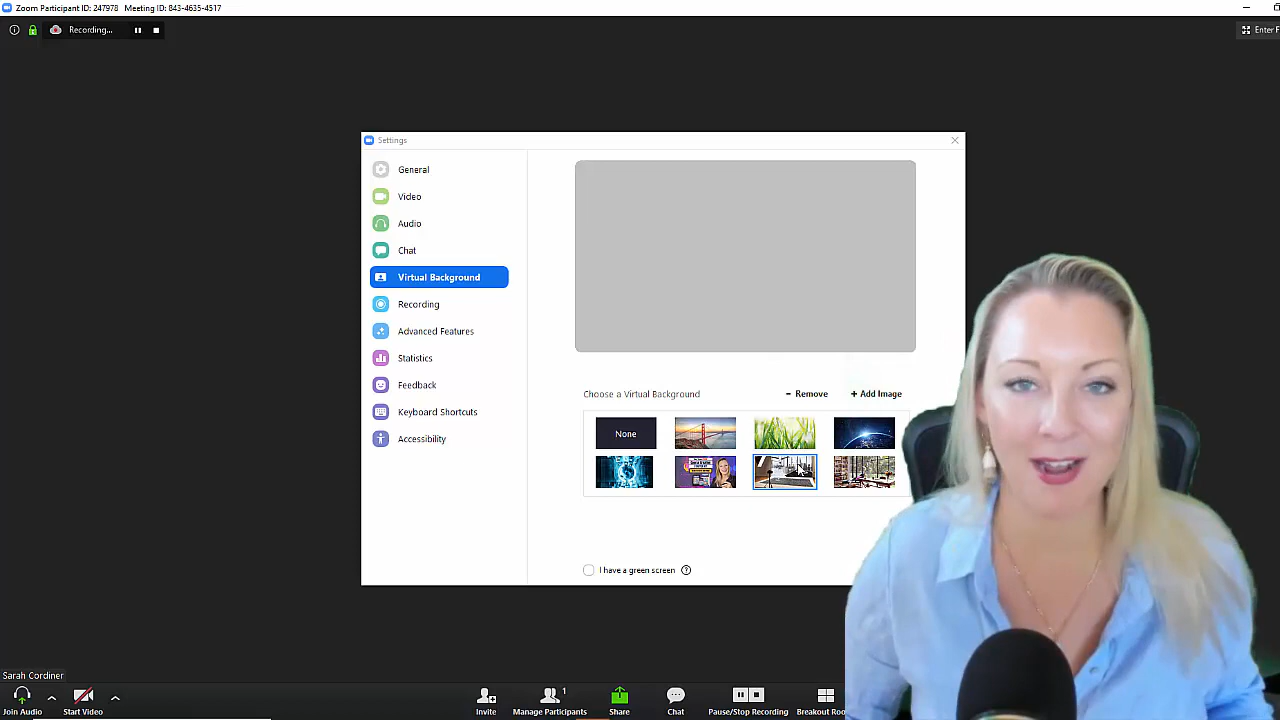 Zoom Participant ID: 247978 Meeting ID: 843-4635-4517
Recording...
Enter F
Settings
General
Video
Audio
Chat
Virtual Background
Recording
Advanced Features
Statistics
Feedback
Keyboard Shortcuts
Accessibility
Choose a Virtual Background
Remove
Add Image
None
I have a green screen
Sarah Cordiner
Join Audio
Start Video
Invite
1
Manage Participants
Share
Chat
Pause/Stop Recording
Breakout Roo